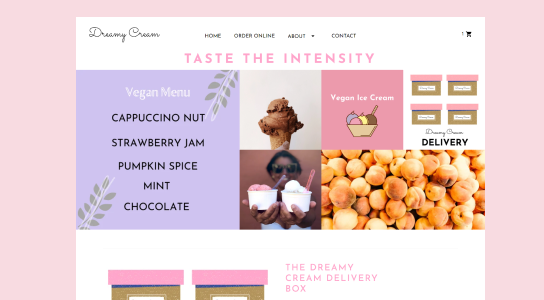 Dreamy Cream
HOME ORDER ONLINE ABOUT CONTACT 1
TASTE THE INTENSITY
Vegan Menu
CAPPUCCINO NUT
STRAWBERRY JAM
PUMPKIN SPICE
MINT
CHOCOLATE
Vegan Ice Cream
Dreamy Cream
DELIVERY
THE DREAMY
CREAM DELIVERY
BOX